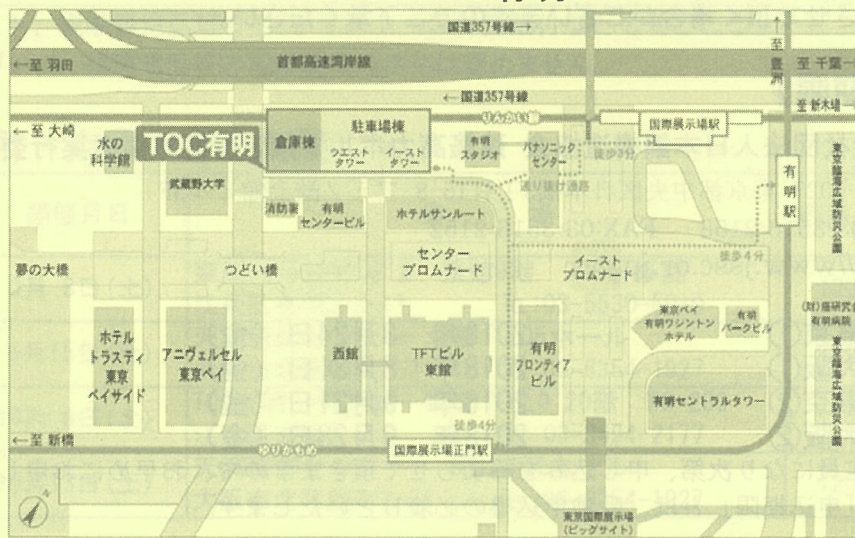 国道357号線→
←至 羽田
首都高速湾岸線
至 豊洲
至 千葉→
←国道357号線
りんかい線
至 新木場→
←至 大崎
水の
科学館
TOC有明
倉庫棟
駐車場棟
ウエスト
タワー
イースト
タワー
有明
スタジオ
パナソニック
センター
国際展示場駅
徒歩3分
通り抜け通路
有明駅
東京臨海広域防災公園
武蔵野大学
消防署
有明
センタービル
ホテルサンルート
夢の大橋
つどい橋
センター
プロムナード
イースト
プロムナード
徒歩4分
ホテル
トラスティ
東京
ベイサイド
アニヴェルセル
東京ベイ
西館
TFTビル
東館
有明
フロンティア
ビル
東京ベイ
有明ワシントン
ホテル
有明
パークビル
(財)癌研究会
有明病院
有明セントラルタワー
東京臨海広域防災公園
徒歩4分
←至 新橋
ゆりかもめ
国際展示場正門駅
N
東京国際展示場
(ビッグサイト)